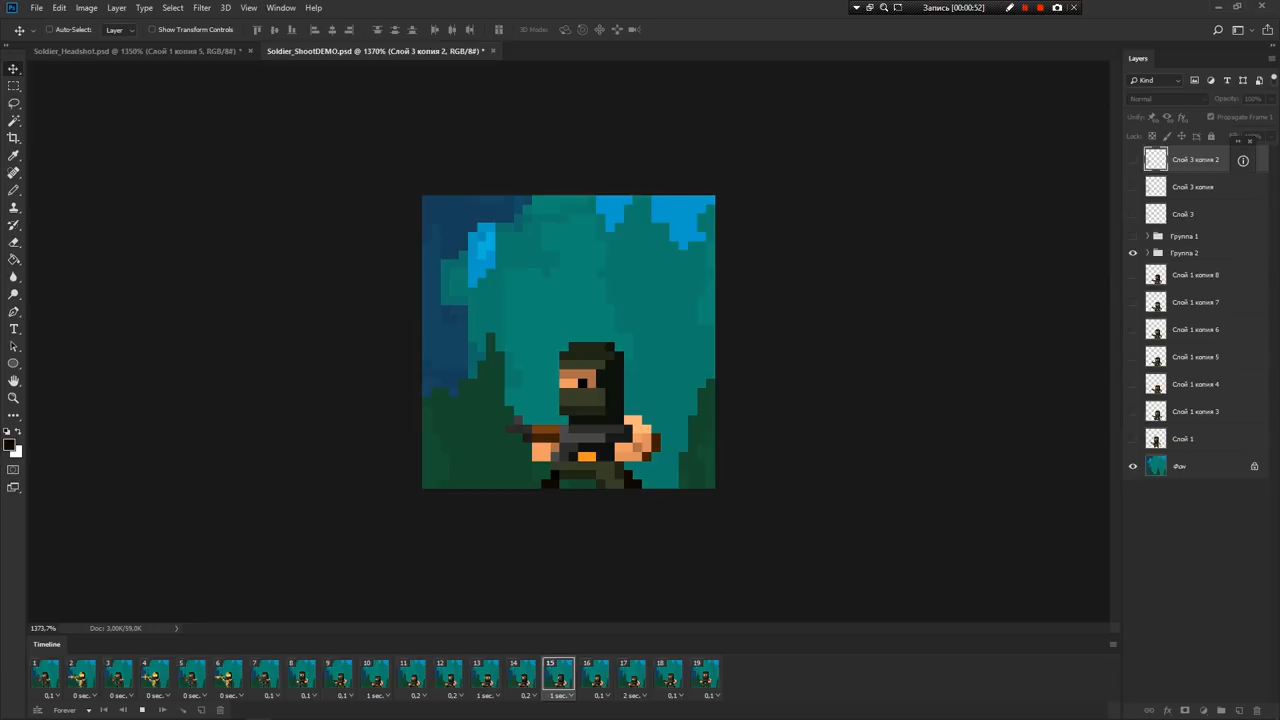 Ps File Edit Image Layer Type Select Filter 3D View Window Help
Запись [00:00:52]
Auto-Select: Layer Show Transform Controls 3D Mode:
Soldier_Headshot.psd @ 1350% (Слой 1 копия 5, RGB/8#) *
Soldier_ShootDEMO.psd @ 1370% (Слой 3 копия 2, RGB/8#) *
Layers
Kind
Normal Opacity: 100%
Unify: Propagate Frame 1
Lock:
Слой 3 копия 2
Слой 3 копия
Слой 3
Группа 1
Группа 2
Слой 1 копия 8
Слой 1 копия 7
Слой 1 копия 6
Слой 1 копия 5
Слой 1 копия 4
Слой 1 копия 3
Слой 1
Фон
1373,7% Doc: 3,00K/59,0K
Timeline
1 2 3 4 5 6 7 8 9 10 11 12 13 14 15 16 17 18 19
0,1 0 sec. 0,1 0 sec. 0 sec. 0 sec. 0,1 0,1 0,1 1 sec. 0,2 0,2 1 sec. 0,2 1 sec. 0,1 2 sec. 0,1 0,1
Forever